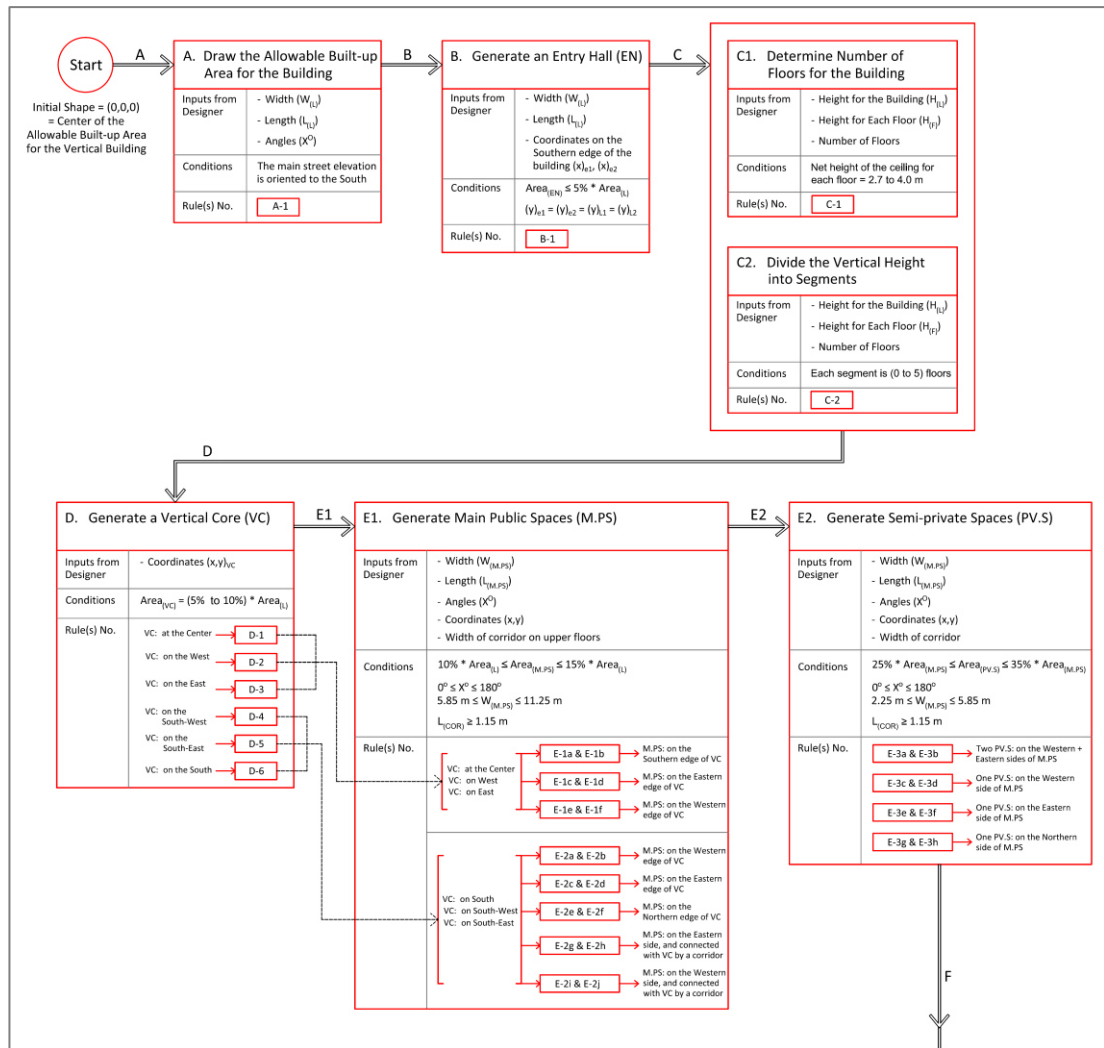 Start
Initial Shape = (0,0,0)
= Center of the
Allowable Built-up Area
for the Vertical Building
A
A. Draw the Allowable Built-up
Area for the Building
Inputs from
Designer
- Width (W(L))
- Length (L(L))
- Angles (X⁰)
Conditions
The main street elevation
is oriented to the South
Rule(s) No.
A-1
B
B. Generate an Entry Hall (EN)
Inputs from
Designer
- Width (W(L))
- Length (L(L))
- Coordinates on the
Southern edge of the
building (x)e1, (x)e2
Conditions
Area(EN) ≤ 5% * Area(L)
(y)e1 = (y)e2 = (y)L1 = (y)L2
Rule(s) No.
B-1
C
C1. Determine Number of
Floors for the Building
Inputs from
Designer
- Height for the Building (H(L))
- Height for Each Floor (H(F))
- Number of Floors
Conditions
Net height of the ceiling for
each floor = 2.7 to 4.0 m
Rule(s) No.
C-1
C2. Divide the Vertical Height
into Segments
Inputs from
Designer
- Height for the Building (H(L))
- Height for Each Floor (H(F))
- Number of Floors
Conditions
Each segment is (0 to 5) floors
Rule(s) No.
C-2
D
D. Generate a Vertical Core (VC)
Inputs from
Designer
- Coordinates (x,y)VC
Conditions
Area(VC) = (5% to 10%) * Area(L)
Rule(s) No.
VC: at the Center
D-1
VC: on the West
D-2
VC: on the East
D-3
VC: on the
South-West
D-4
VC: on the
South-East
D-5
VC: on the South
D-6
E1
E1. Generate Main Public Spaces (M.PS)
Inputs from
Designer
- Width (W(M.PS))
- Length (L(M.PS))
- Angles (X⁰)
- Coordinates (x,y)
- Width of corridor on upper floors
Conditions
10% * Area(L) ≤ Area(M.PS) ≤ 15% * Area(L)
0⁰ ≤ X⁰ ≤ 180⁰
5.85 m ≤ W(M.PS) ≤ 11.25 m
L(COR) ≥ 1.15 m
Rule(s) No.
VC: at the Center
VC: on West
VC: on East
E-1a & E-1b
M.PS: on the
Southern edge of VC
E-1c & E-1d
M.PS: on the Eastern
edge of VC
E-1e & E-1f
M.PS: on the Western
edge of VC
VC: on South
VC: on South-West
VC: on South-East
E-2a & E-2b
M.PS: on the Western
edge of VC
E-2c & E-2d
M.PS: on the Eastern
edge of VC
E-2e & E-2f
M.PS: on the
Northern edge of VC
E-2g & E-2h
M.PS: on the Eastern
side, and connected
with VC by a corridor
E-2i & E-2j
M.PS: on the Western
side, and connected
with VC by a corridor
E2
E2. Generate Semi-private Spaces (PV.S)
Inputs from
Designer
- Width (W(M.PS))
- Length (L(M.PS))
- Angles (X⁰)
- Coordinates (x,y)
- Width of corridor
Conditions
25% * Area(M.PS) ≤ Area(PV.S) ≤ 35% * Area(M.PS)
0⁰ ≤ X⁰ ≤ 180⁰
2.25 m ≤ W(M.PS) ≤ 5.85 m
L(COR) ≥ 1.15 m
Rule(s) No.
E-3a & E-3b
Two PV.S: on the Western +
Eastern sides of M.PS
E-3c & E-3d
One PV.S: on the Western
side of M.PS
E-3e & E-3f
One PV.S: on the Eastern
side of M.PS
E-3g & E-3h
One PV.S: on the Northern
side of M.PS
F